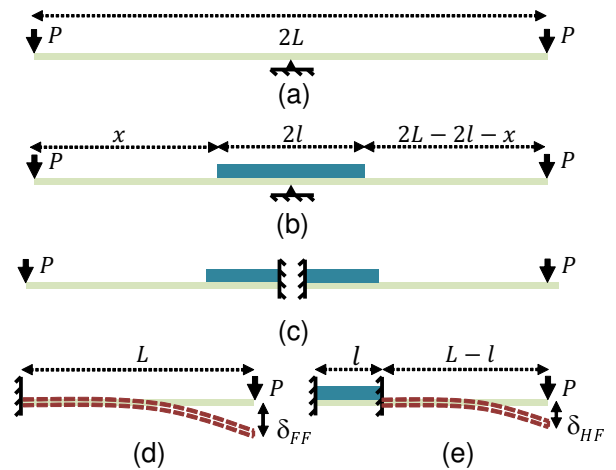 2L
P P
(a)
x 2l 2L − 2l − x
P P
(b)
P P
(c)
L l L − l
P P
δFF δHF
(d) (e)